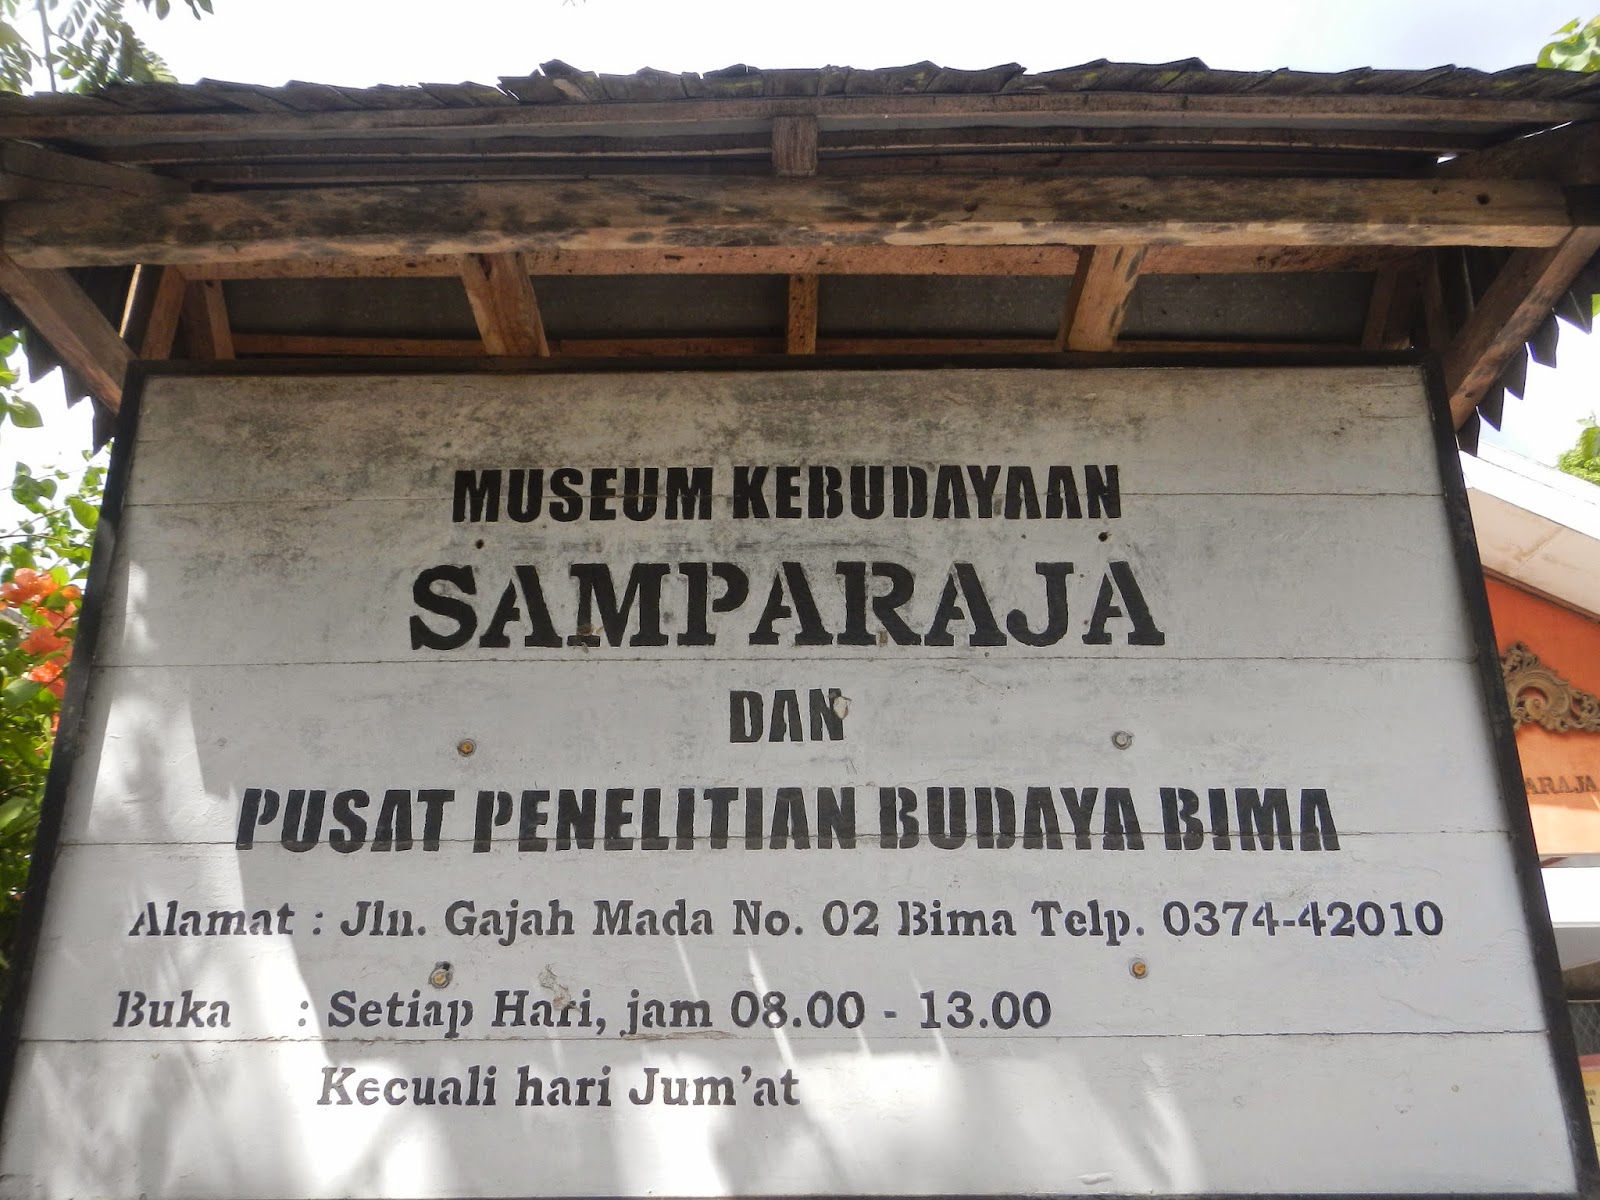 MUSEUM KEBUDAYAAN
SAMPARAJA
DAN
PUSAT PENELITIAN BUDAYA BIMA
Alamat : Jln. Gajah Mada No. 02 Bima Telp. 0374-42010
Buka : Setiap Hari, jam 08.00 - 13.00
Kecuali hari Jum'at
ARAJA